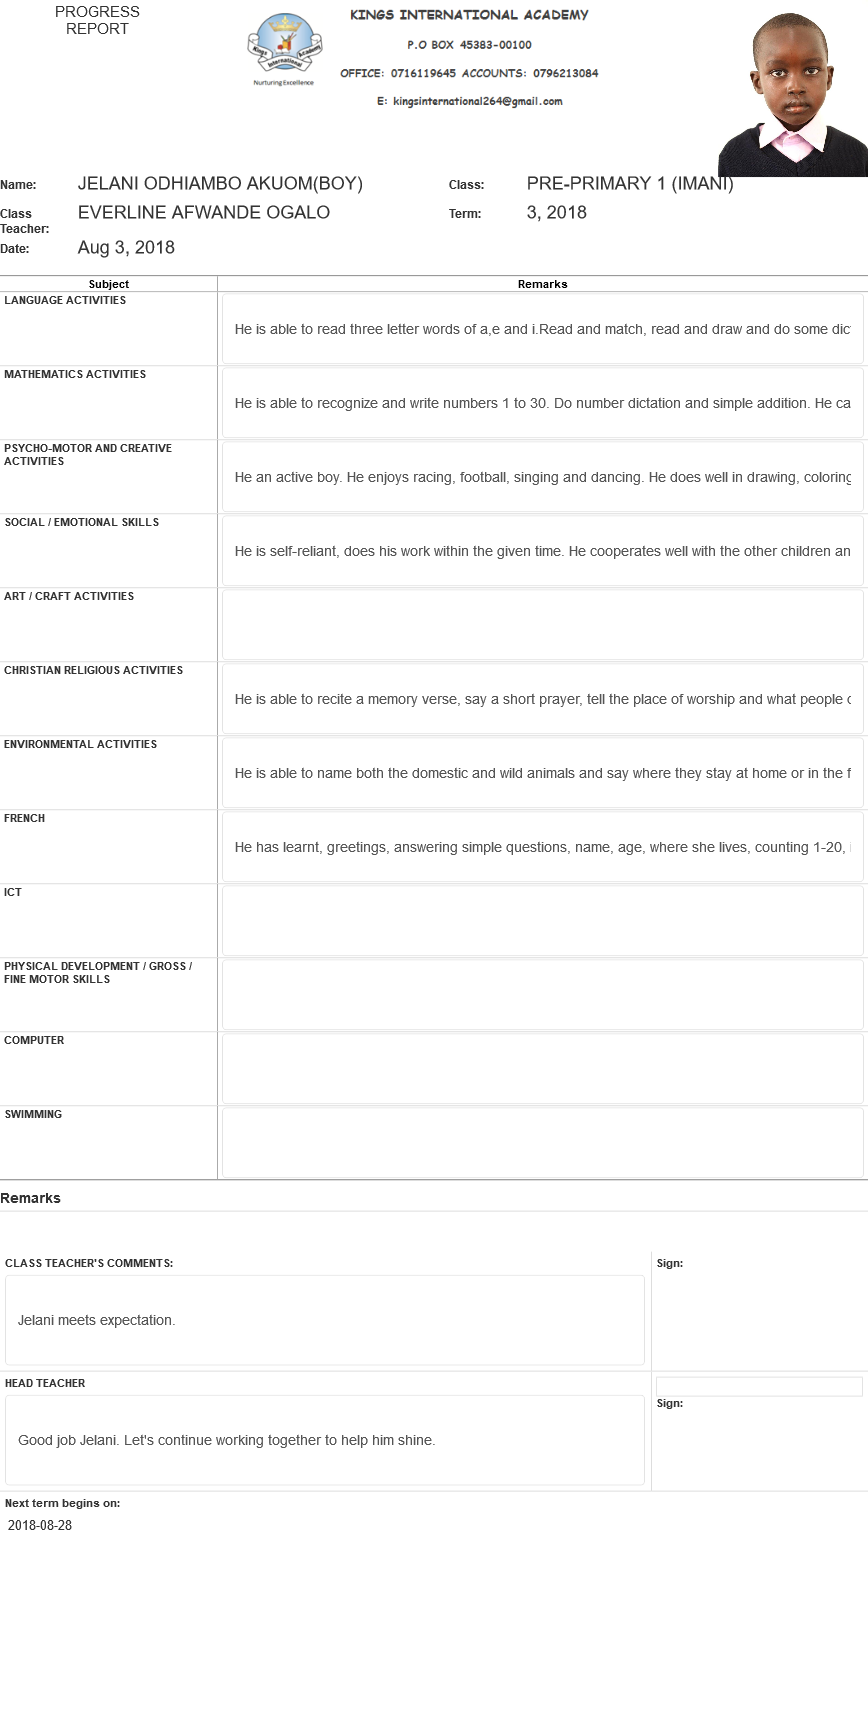 PROGRESS
REPORT
KINGS INTERNATIONAL ACADEMY
P.O BOX 45383-00100
OFFICE: 0716119645 ACCOUNTS: 0796213084
E: kingsinternational264@gmail.com
Kings Academy
International
Nurturing Excellence
Name: JELANI ODHIAMBO AKUOM(BOY) Class: PRE-PRIMARY 1 (IMANI)
Class Teacher: EVERLINE AFWANDE OGALO Term: 3, 2018
Date: Aug 3, 2018
Subject Remarks
LANGUAGE ACTIVITIES
He is able to read three letter words of a,e and i.Read and match, read and draw and do some dic
MATHEMATICS ACTIVITIES
He is able to recognize and write numbers 1 to 30. Do number dictation and simple addition. He ca
PSYCHO-MOTOR AND CREATIVE
ACTIVITIES
He an active boy. He enjoys racing, football, singing and dancing. He does well in drawing, coloring
SOCIAL / EMOTIONAL SKILLS
He is self-reliant, does his work within the given time. He cooperates well with the other children an
ART / CRAFT ACTIVITIES
CHRISTIAN RELIGIOUS ACTIVITIES
He is able to recite a memory verse, say a short prayer, tell the place of worship and what people
ENVIRONMENTAL ACTIVITIES
He is able to name both the domestic and wild animals and say where they stay at home or in the f
FRENCH
He has learnt, greetings, answering simple questions, name, age, where she lives, counting 1-20,
ICT
PHYSICAL DEVELOPMENT / GROSS /
FINE MOTOR SKILLS
COMPUTER
SWIMMING
Remarks
CLASS TEACHER'S COMMENTS: Sign:
Jelani meets expectation.
HEAD TEACHER
Sign:
Good job Jelani. Let's continue working together to help him shine.
Next term begins on:
2018-08-28